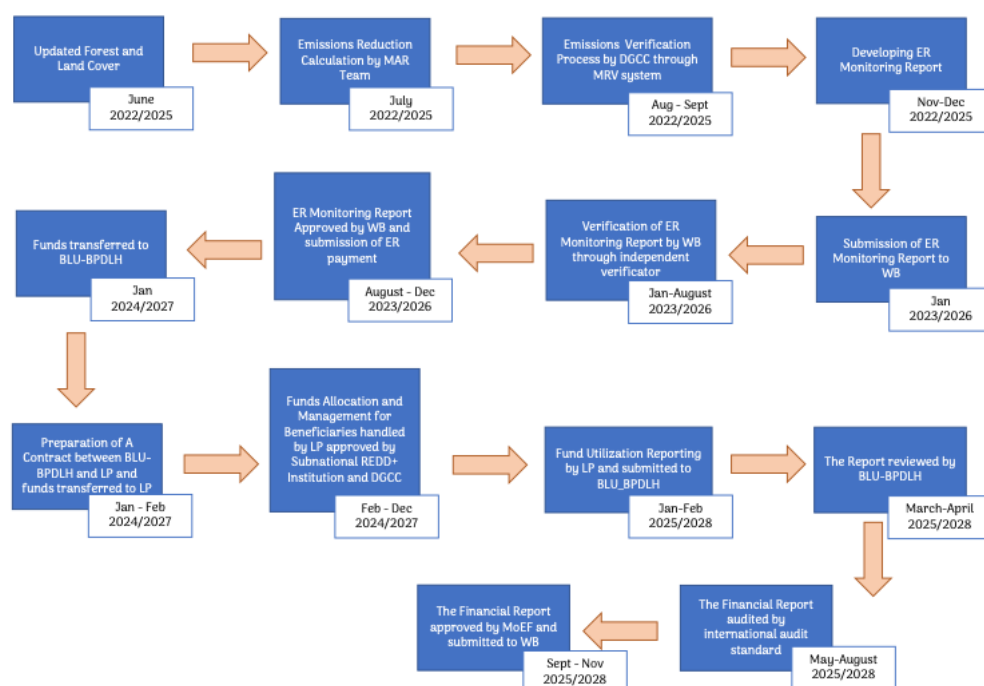 Updated Forest and
Land Cover
June
2022/2025
Emissions Reduction
Calculation by MAR
Team
July
2022/2025
Emissions Verification
Process by DGCC through
MRV system
Aug - Sept
2022/2025
Developing ER
Monitoring Report
Nov-Dec
2022/2025
Submission of ER
Monitoring Report to
WB
Jan
2023/2026
Verification of ER
Monitoring Report by WB
through independent
verificator
Jan-August
2023/2026
ER Monitoring Report
Approved by WB and
submission of ER
payment
August - Dec
2023/2026
Funds transferred to
BLU-BPDLH
Jan
2024/2027
Preparation of A
Contract between BLU-
BPDLH and LP and
funds transferred to LP
Jan - Feb
2024/2027
Funds Allocation and
Management for
Beneficiaries handled
by LP approved by
Subnational REDD+
Institution and DGCC
Feb - Dec
2024/2027
Fund Utilization Reporting
by LP and submitted to
BLU_BPDLH
Jan-Feb
2025/2028
The Report reviewed by
BLU-BPDLH
March-April
2025/2028
The Financial Report
audited by
international audit
standard
May-August
2025/2028
The Financial Report
approved by MoEF and
submitted to WB
Sept - Nov
2025/2028